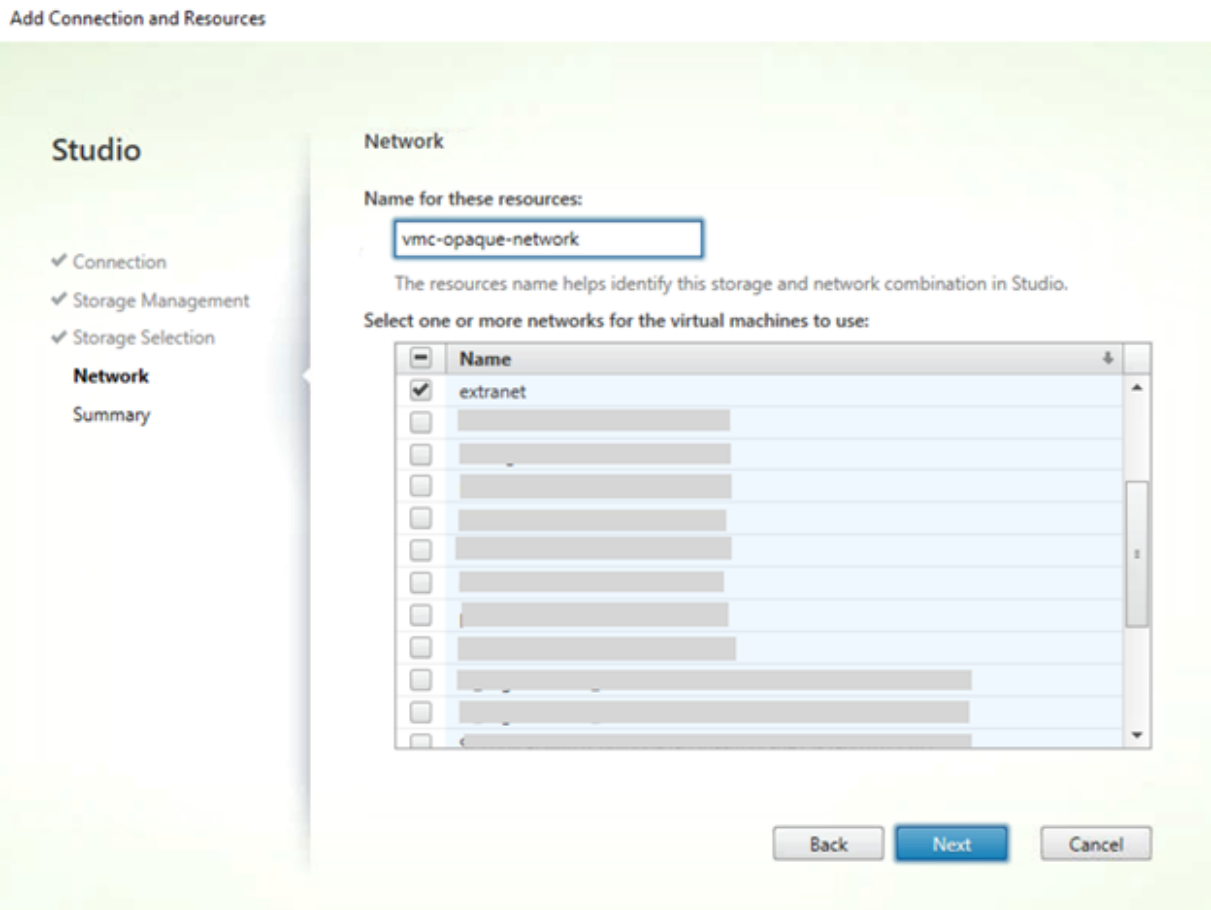 Add Connection and Resources
Studio
Connection
Storage Management
Storage Selection
Network
Summary
Network
Name for these resources:
vmc-opaque-network
The resources name helps identify this storage and network combination in Studio.
Select one or more networks for the virtual machines to use:
Name
extranet
Back
Next
Cancel